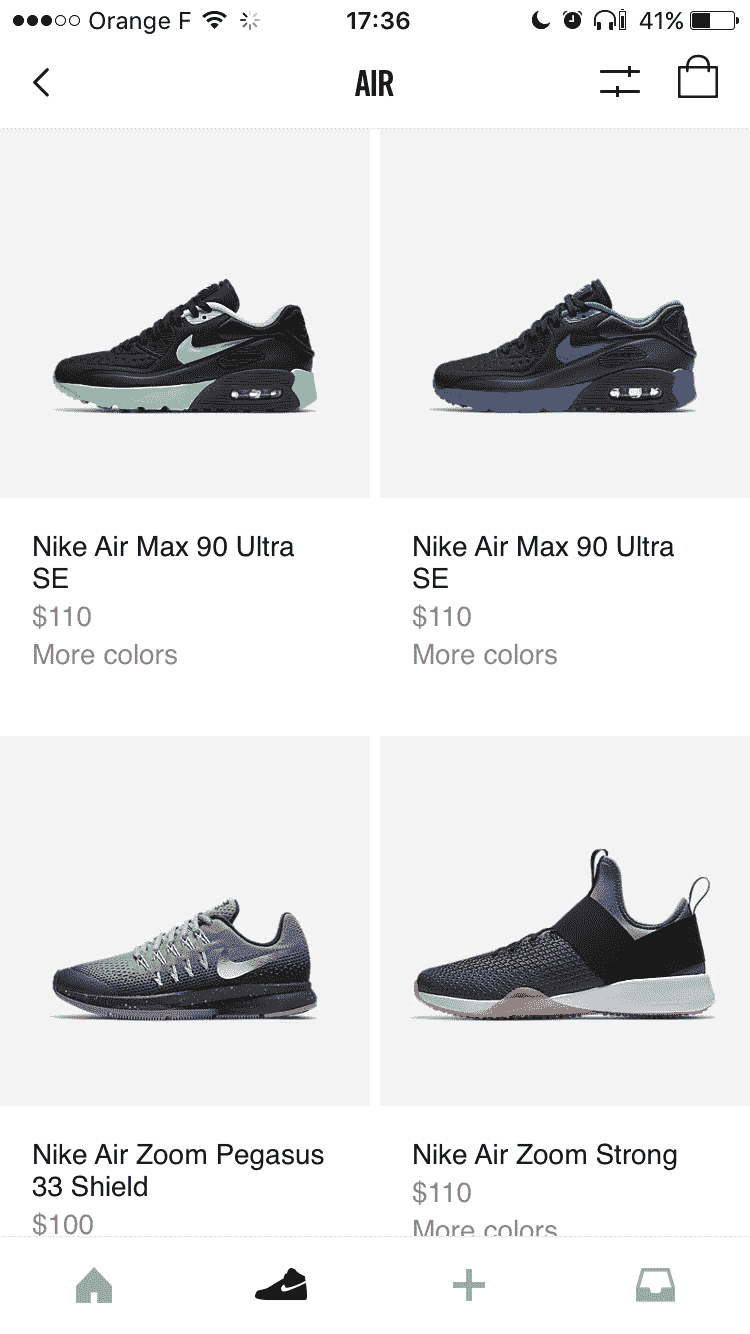 Orange F 17:36 41%
AIR
Nike Air Max 90 Ultra
SE
$110
More colors
Nike Air Max 90 Ultra
SE
$110
More colors
Nike Air Zoom Pegasus
33 Shield
$100
Nike Air Zoom Strong
$110
More colors